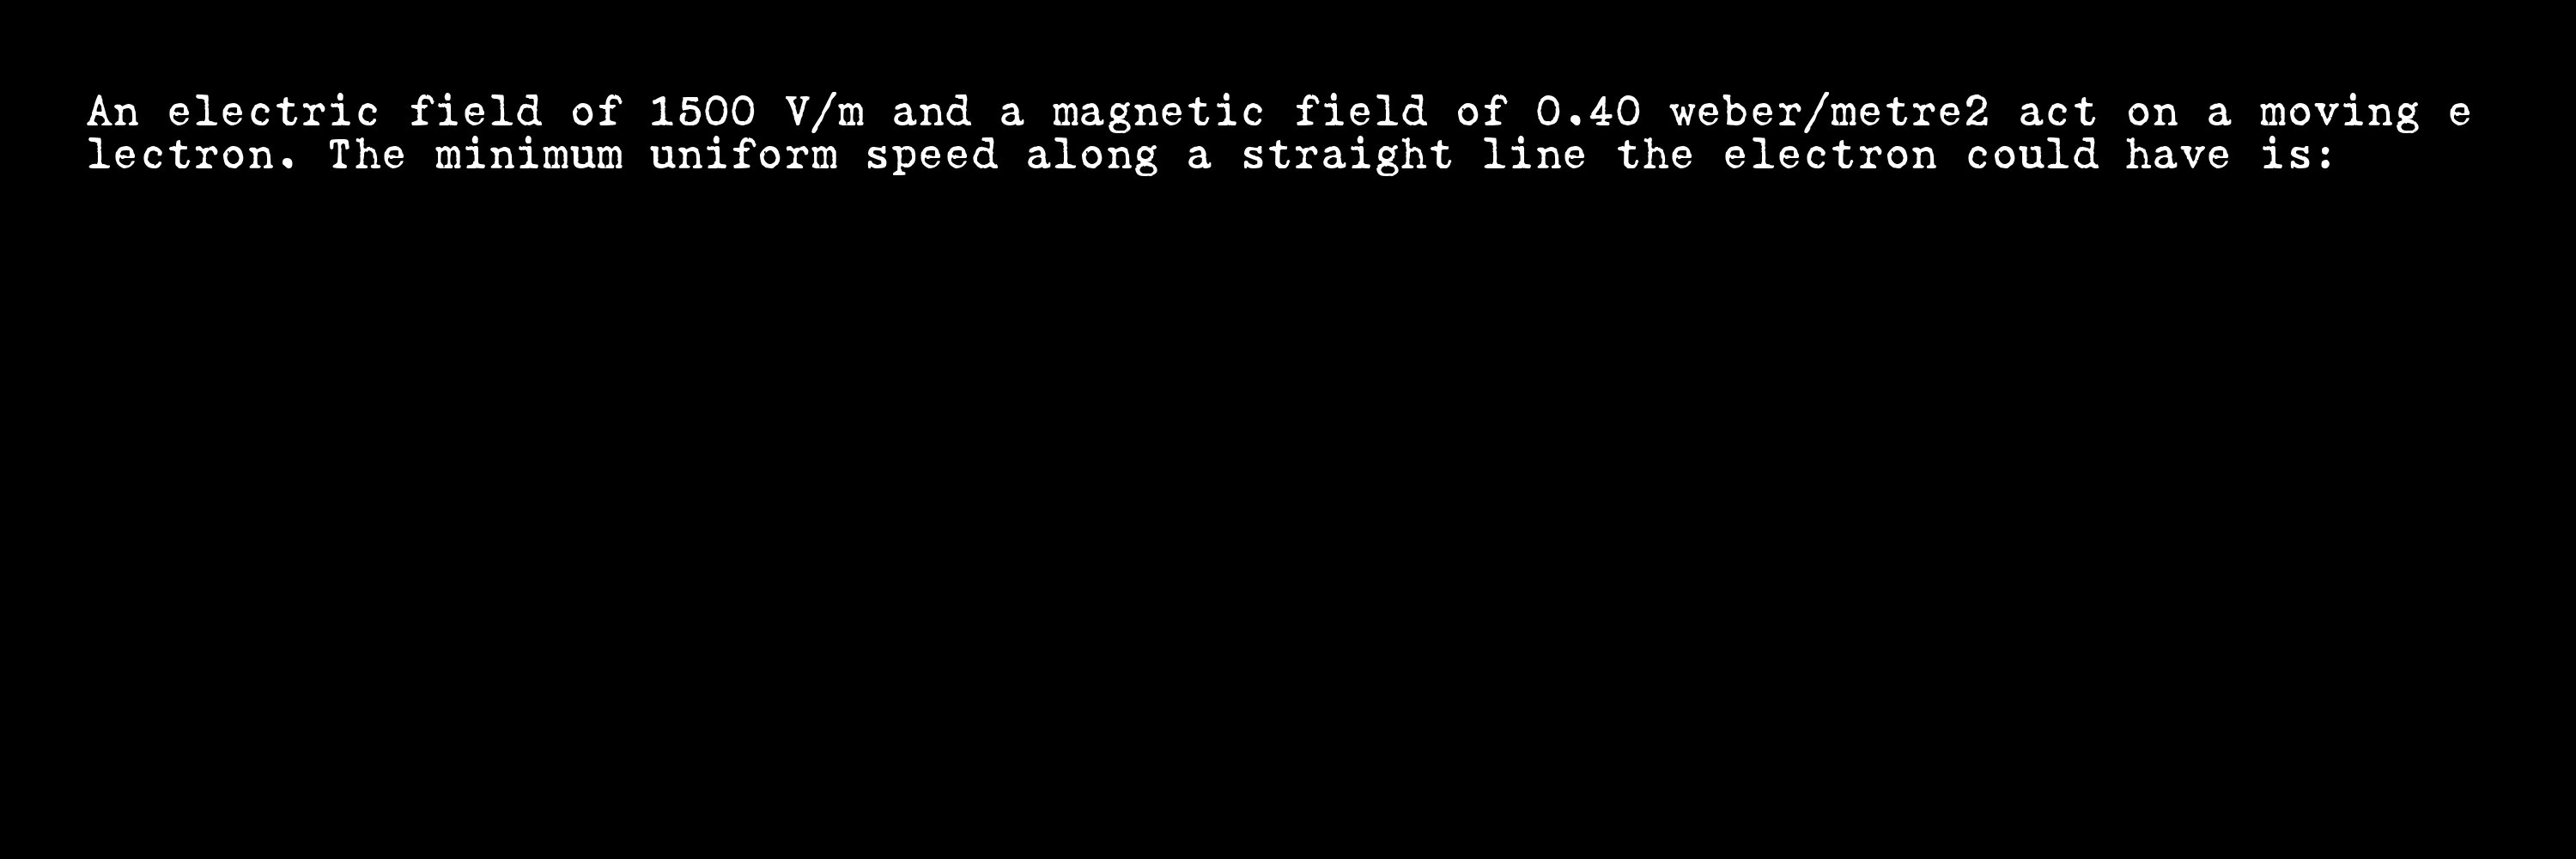 An electric field of 1500 V/m and a magnetic field of 0.40 weber/metre2 act on a moving e
lectron. The minimum uniform speed along a straight line the electron could have is: